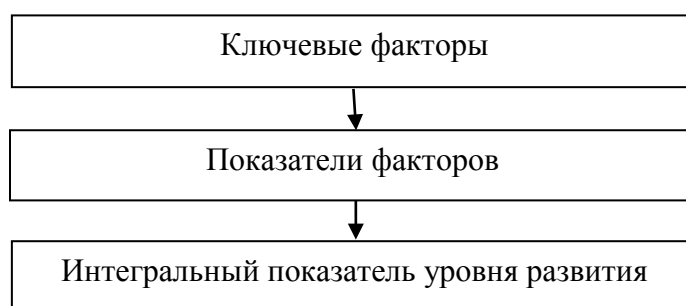 Ключевые факторы
Показатели факторов
Интегральный показатель уровня развития